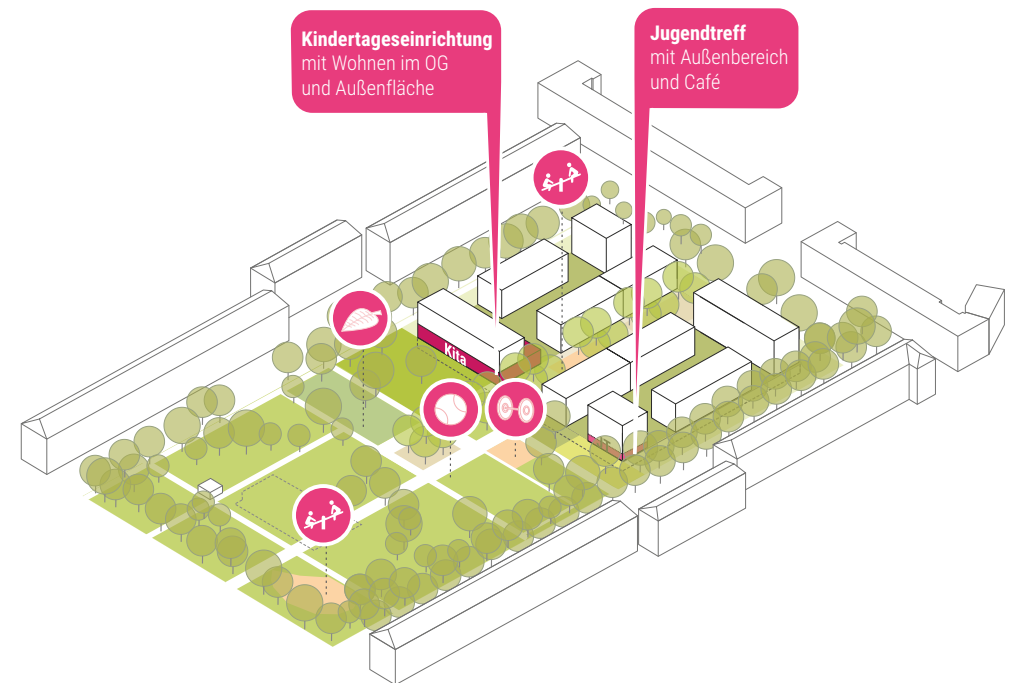 Kindertageseinrichtung
mit Wohnen im OG
und Außenfläche
Jugendtreff
mit Außenbereich
und Café
Kita